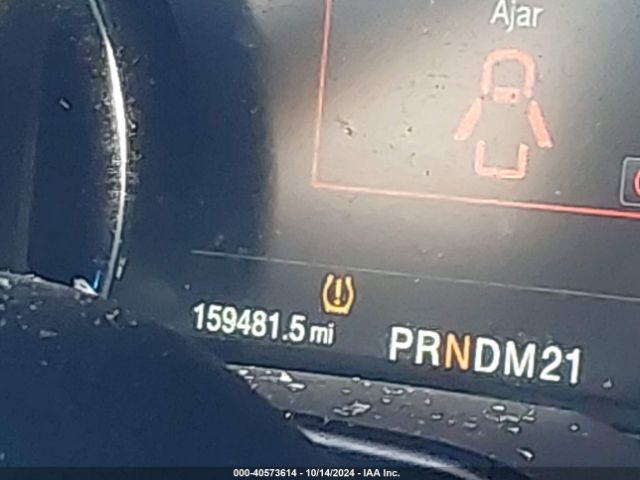 Ajar
159481.5 mi
PRNDM21
000-40573614 - 10/14/2024 - IAA Inc.